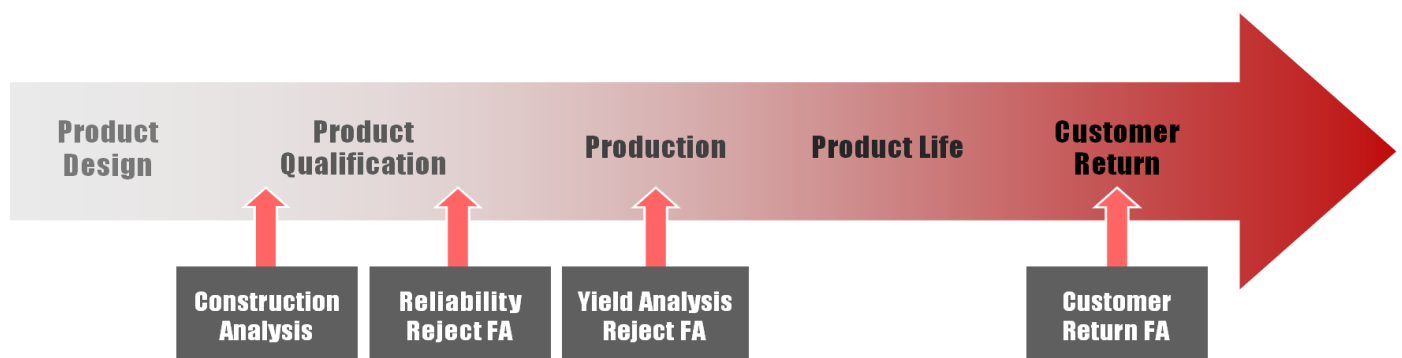 Product
Design
Product
Qualification
Production
Product Life
Customer
Return
Construction
Analysis
Reliability
Reject FA
Yield Analysis
Reject FA
Customer
Return FA